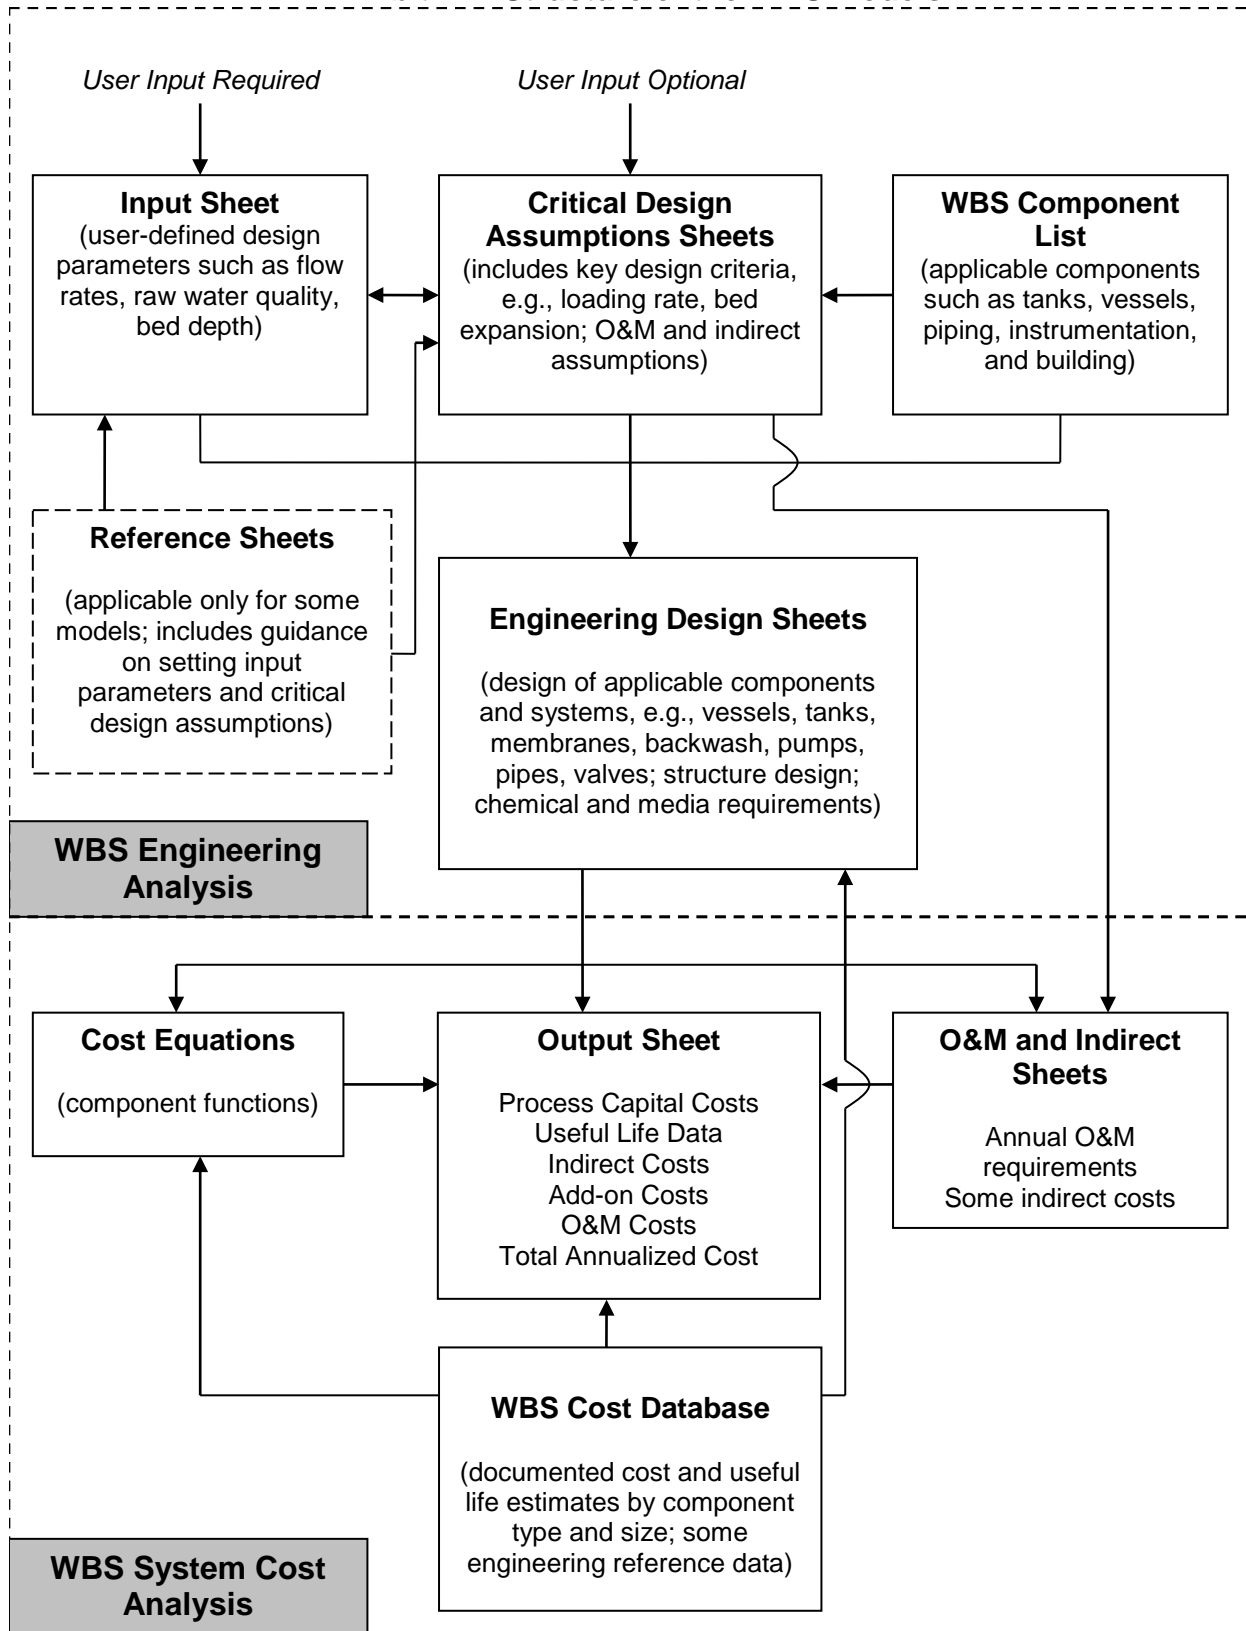 User Input Required
User Input Optional
Input Sheet
(user-defined design
parameters such as flow
rates, raw water quality,
bed depth)
Critical Design
Assumptions Sheets
(includes key design criteria,
e.g., loading rate, bed
expansion; O&M and indirect
assumptions)
WBS Component
List
(applicable components
such as tanks, vessels,
piping, instrumentation,
and building)
Reference Sheets
(applicable only for some
models; includes guidance
on setting input
parameters and critical
design assumptions)
Engineering Design Sheets
(design of applicable components
and systems, e.g., vessels, tanks,
membranes, backwash, pumps,
pipes, valves; structure design;
chemical and media requirements)
WBS Engineering
Analysis
Cost Equations
(component functions)
Output Sheet
Process Capital Costs
Useful Life Data
Indirect Costs
Add-on Costs
O&M Costs
Total Annualized Cost
O&M and Indirect
Sheets
Annual O&M
requirements
Some indirect costs
WBS Cost Database
(documented cost and useful
life estimates by component
type and size; some
engineering reference data)
WBS System Cost
Analysis